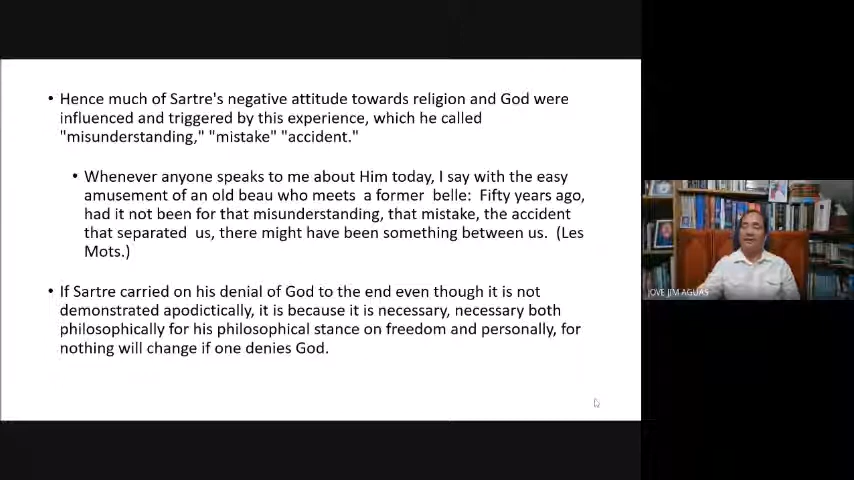 • Hence much of Sartre's negative attitude towards religion and God were
influenced and triggered by this experience, which he called
"misunderstanding," "mistake" "accident."
• Whenever anyone speaks to me about Him today, I say with the easy
amusement of an old beau who meets a former belle: Fifty years ago,
had it not been for that misunderstanding, that mistake, the accident
that separated us, there might have been something between us. (Les
Mots.)
• If Sartre carried on his denial of God to the end even though it is not
demonstrated apodictically, it is because it is necessary, necessary both
philosophically for his philosophical stance on freedom and personally, for
nothing will change if one denies God.
JOVE JIM AGUAS